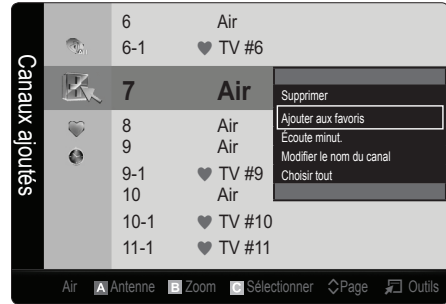 Canaux ajoutés
6 Air
6-1 ♥ TV #6
7 Air
8 Air
9 Air
9-1 ♥ TV #9
10 Air
10-1 ♥ TV #10
11-1 ♥ TV #11
Supprimer
Ajouter aux favoris
Écoute minut.
Modifier le nom du canal
Choisir tout
Air A Antenne B Zoom C Sélectionner Page Outils